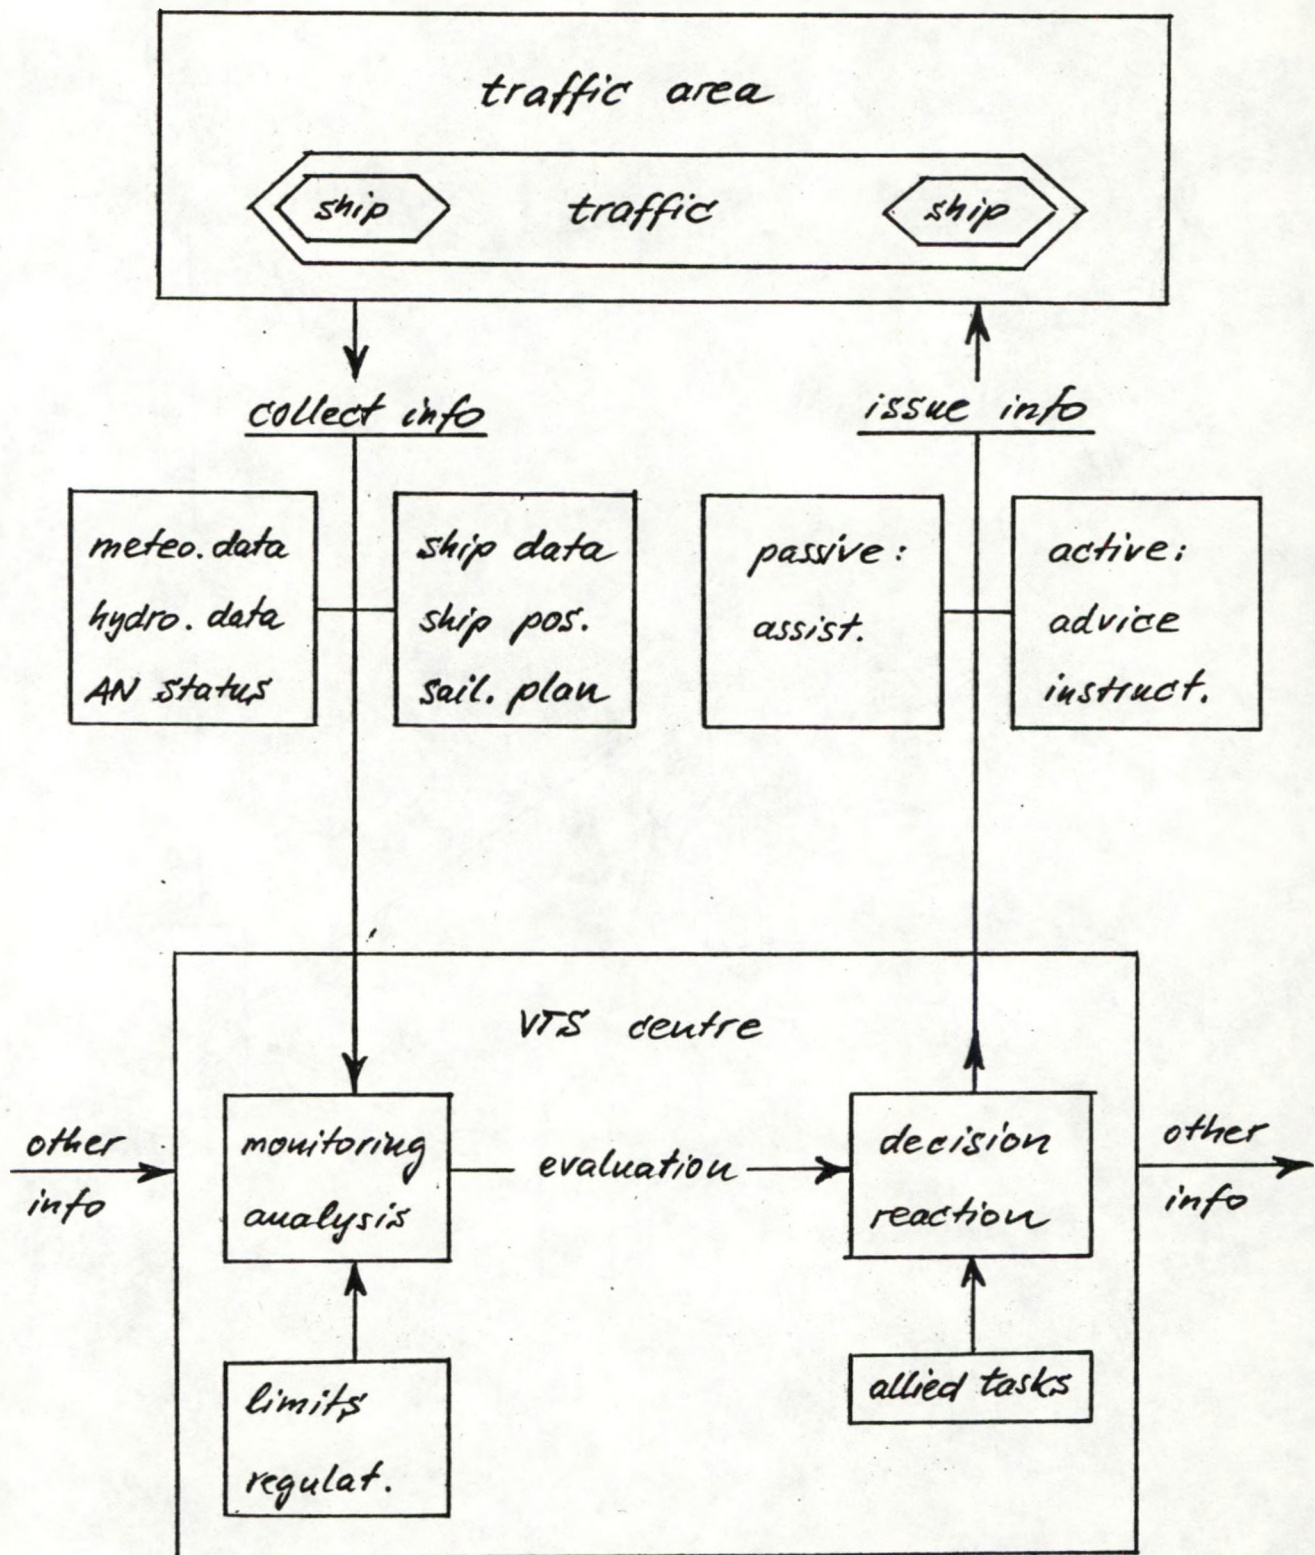 traffic area
ship traffic ship
collect info
issue info
meteo. data
hydro. data
AN status
ship data
ship pos.
sail. plan
passive:
assist.
active:
advice
instruct.
VTS centre
other
info
monitoring
analysis
evaluation
decision
reaction
other
info
limits
regulat.
allied tasks